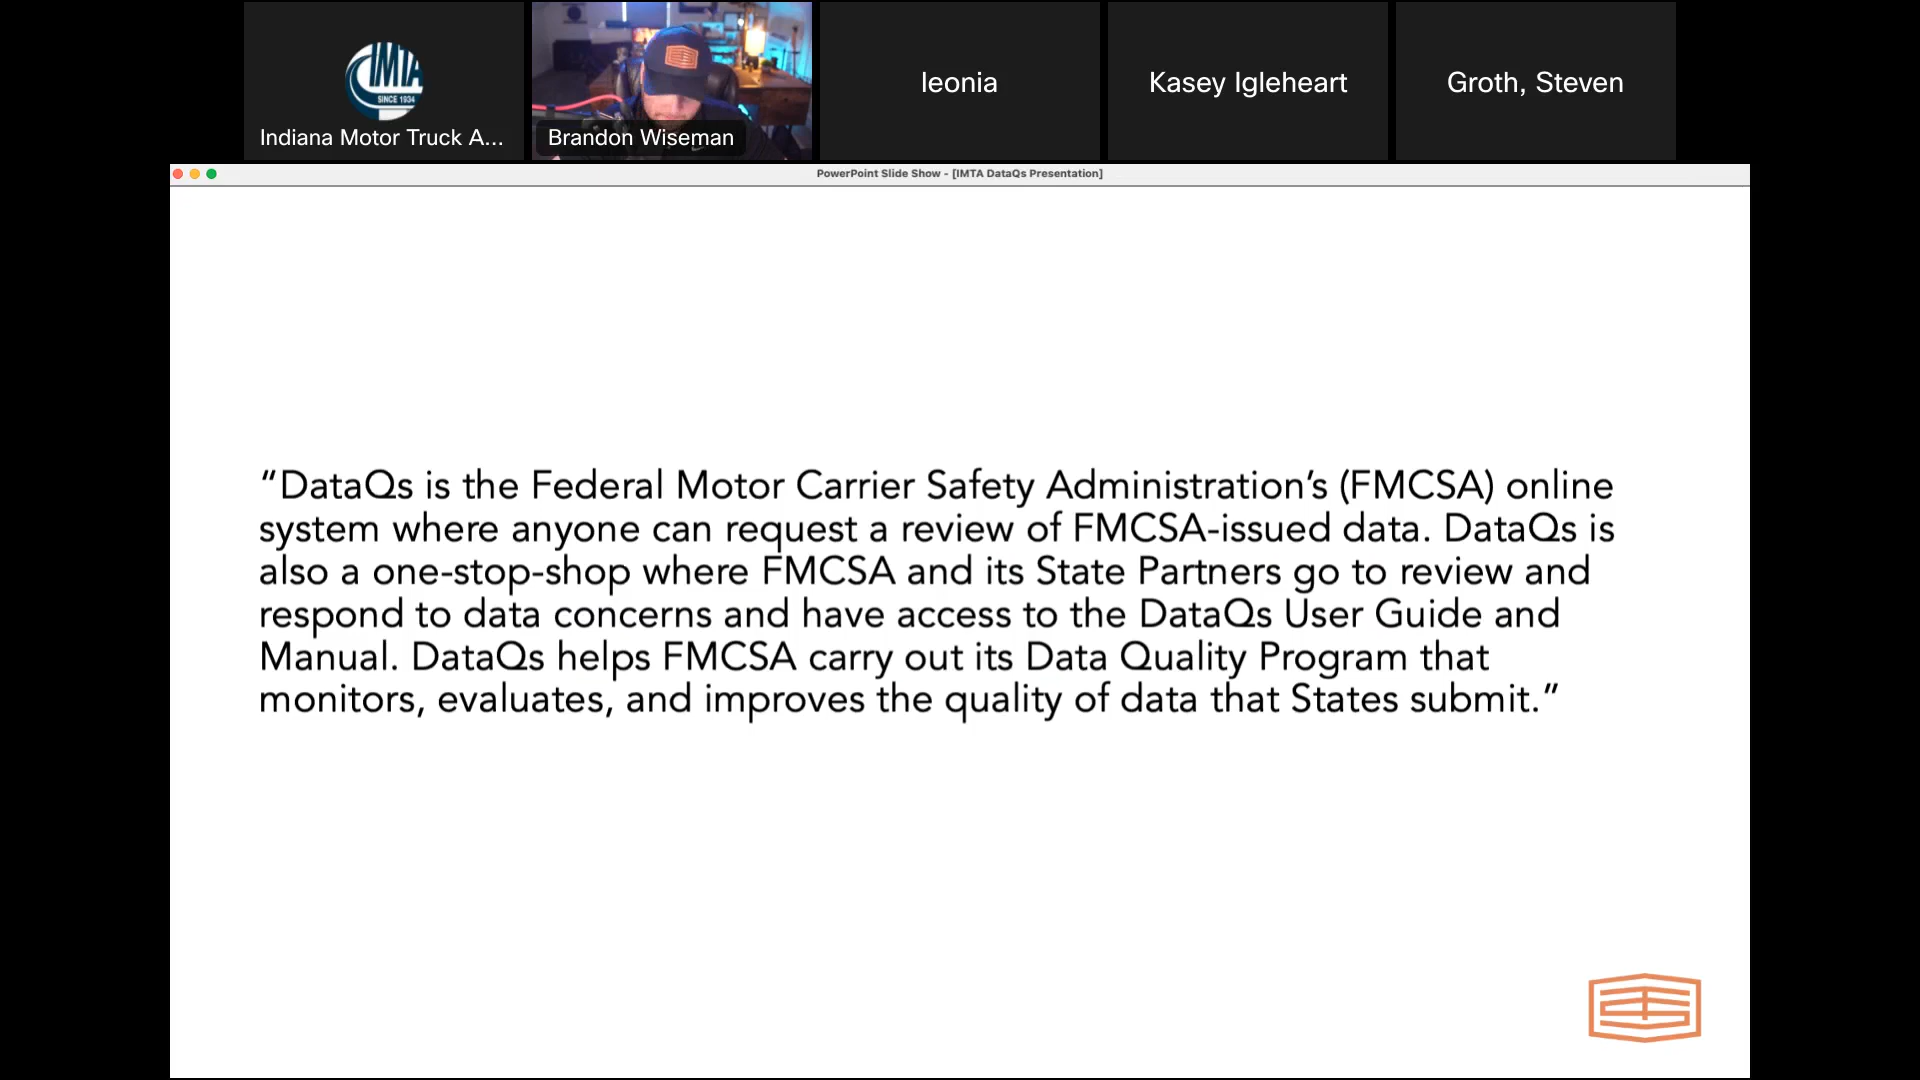 IMTA
SINCE 1934
Indiana Motor Truck A...
Brandon Wiseman
leonia
Kasey Igleheart
Groth, Steven
PowerPoint Slide Show - [IMTA DataQs Presentation]
“DataQs is the Federal Motor Carrier Safety Administration’s (FMCSA) online
system where anyone can request a review of FMCSA-issued data. DataQs is
also a one-stop-shop where FMCSA and its State Partners go to review and
respond to data concerns and have access to the DataQs User Guide and
Manual. DataQs helps FMCSA carry out its Data Quality Program that
monitors, evaluates, and improves the quality of data that States submit.”